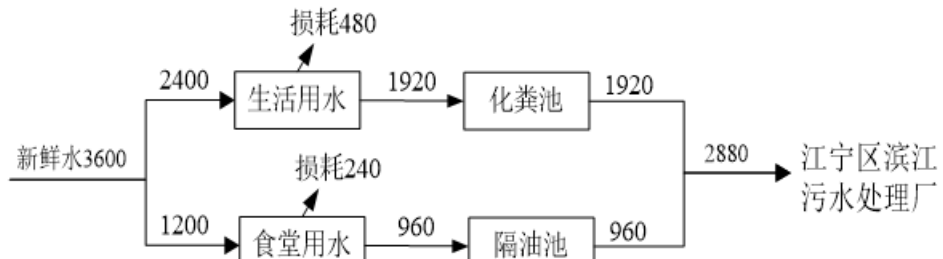 损耗480
2400
生活用水
1920
化粪池
1920
新鲜水3600
损耗240
2880
江宁区滨江
污水处理厂
1200
食堂用水
960
隔油池
960